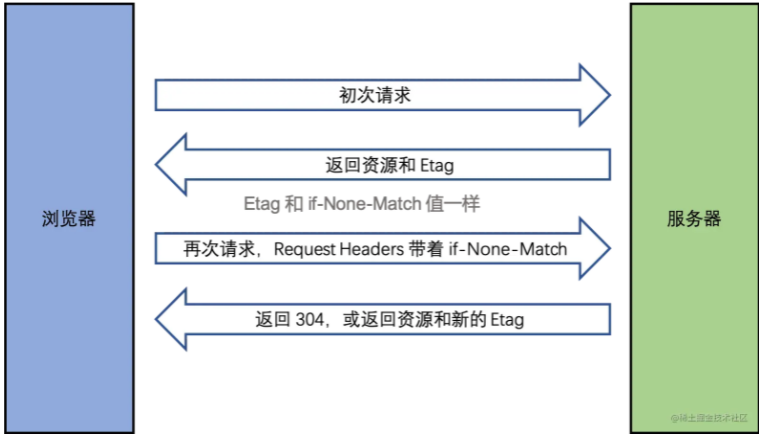 初次请求
返回资源和 Etag
Etag 和 if-None-Match 值一样
浏览器
服务器
再次请求，Request Headers 带着 if-None-Match
返回 304，或返回资源和新的 Etag
@稀土掘金技术社区